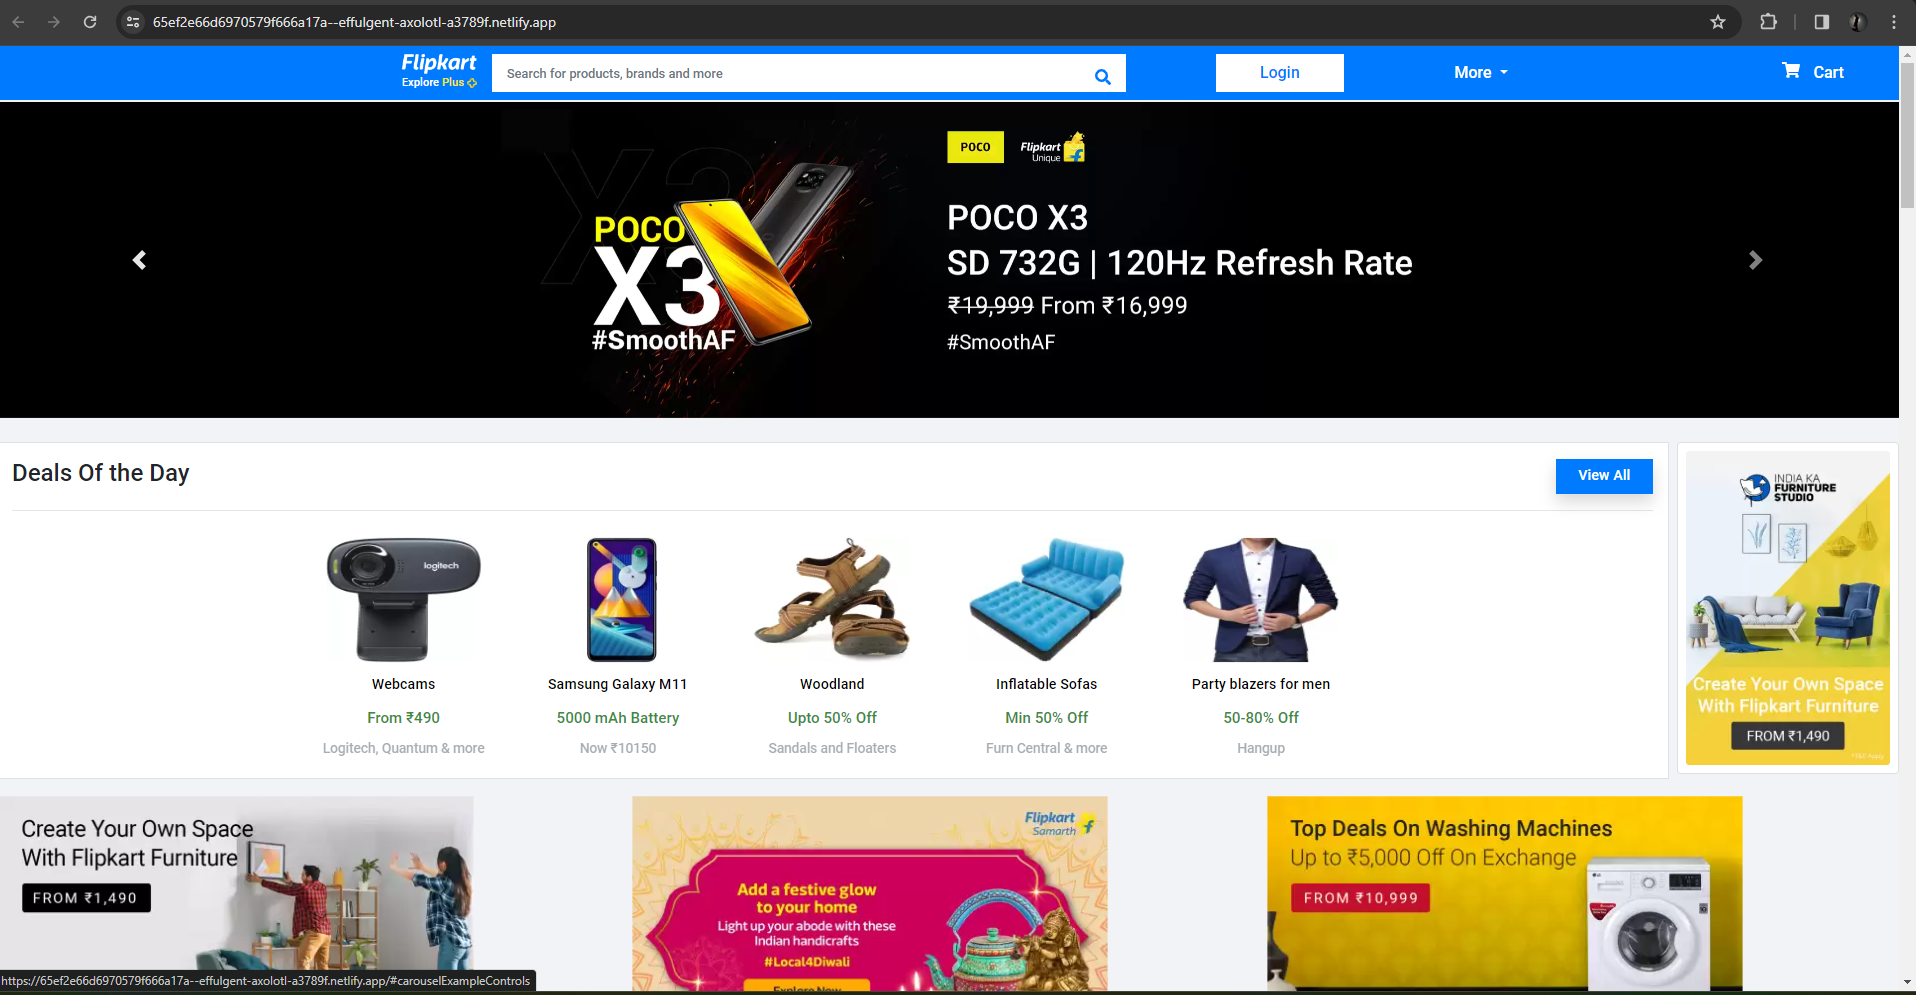 65ef2e66d6970579f666a17a--effulgent-axolotl-a3789f.netlify.app
Flipkart
Explore Plus
Search for products, brands and more
Login
More
Cart
POCO
Flipkart
Unique
X3
POCO
X3
#SmoothAF
POCO X3
SD 732G | 120Hz Refresh Rate
₹19,999 From ₹16,999
#SmoothAF
Deals Of the Day
View All
logitech
Webcams
From ₹490
Logitech, Quantum & more
Samsung Galaxy M11
5000 mAh Battery
Now ₹10150
Woodland
Upto 50% Off
Sandals and Floaters
Inflatable Sofas
Min 50% Off
Furn Central & more
Party blazers for men
50-80% Off
Hangup
INDIA KA
FURNITURE
STUDIO
Create Your Own Space
With Flipkart Furniture
FROM ₹1,490
Create Your Own Space
With Flipkart Furniture
FROM ₹1,490
Flipkart
Samarth
Add a festive glow
to your home
Light up your abode with these
Indian handicrafts
#Local4Diwali
Explore Now
Top Deals On Washing Machines
Up to ₹5,000 Off On Exchange
FROM ₹10,999
LG
https://65ef2e66d6970579f666a17a--effulgent-axolotl-a3789f.netlify.app/#carouselExampleControls